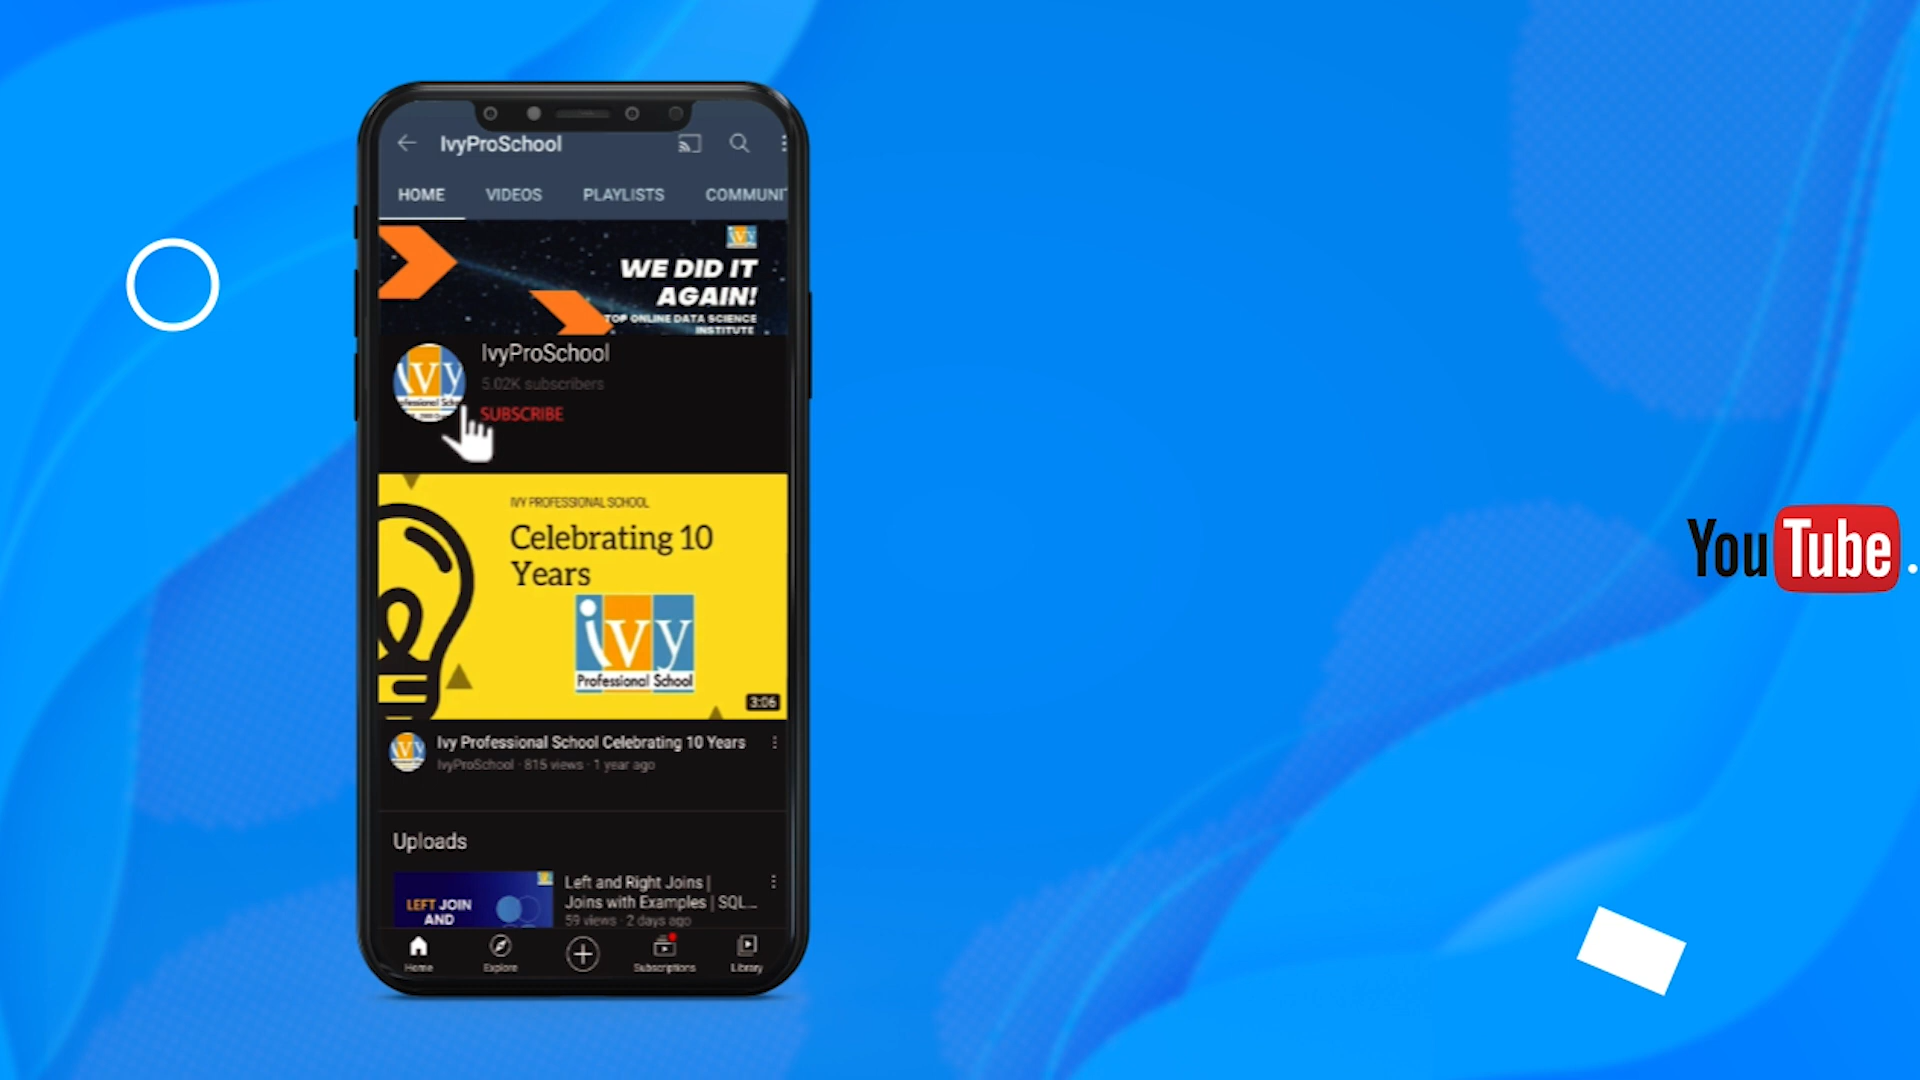 IvyProSchool
HOME VIDEOS PLAYLISTS COMMUNI
ivy
WE DID IT
AGAIN!
TOP ONLINE DATA SCIENCE
INSTITUTE
IvyProSchool
5.02K subscribers
SUBSCRIBE
ivy
IVY PROFESSIONAL SCHOOL
Celebrating 10
Years
ivy
Professional School
3:06
Ivy Professional School Celebrating 10 Years
IvyProSchool · 815 views · 1 year ago
Uploads
LEFT JOIN
AND
Left and Right Joins |
Joins with Examples | SQL...
59 views · 2 days ago
Home Explore Subscriptions Library
YouTube.